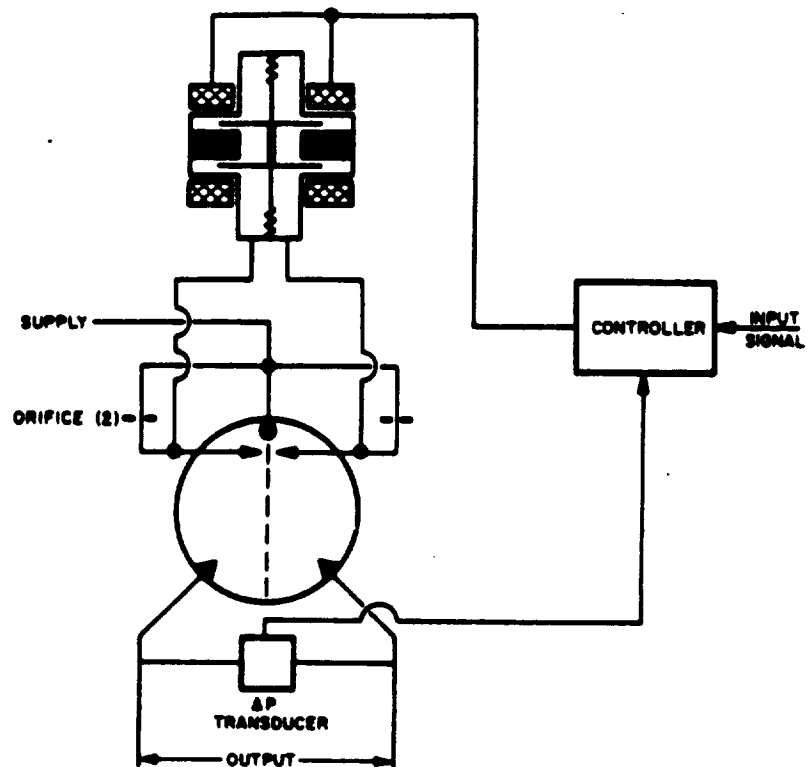 SUPPLY
CONTROLLER
INPUT
SIGNAL
ORIFICE (2)
ΔP
TRANSDUCER
OUTPUT